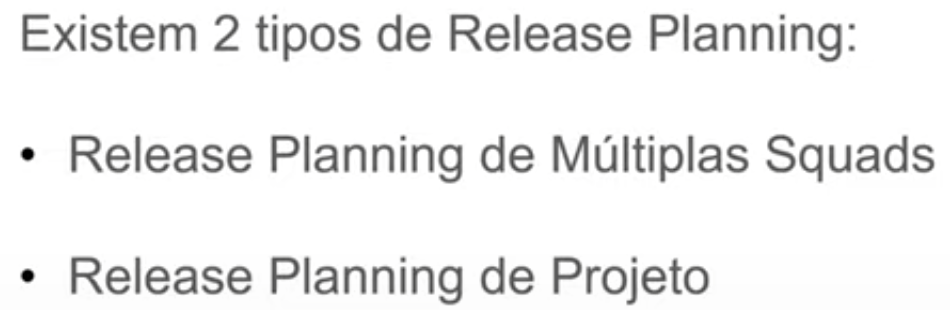 Existem 2 tipos de Release Planning:
• Release Planning de Múltiplas Squads
• Release Planning de Projeto